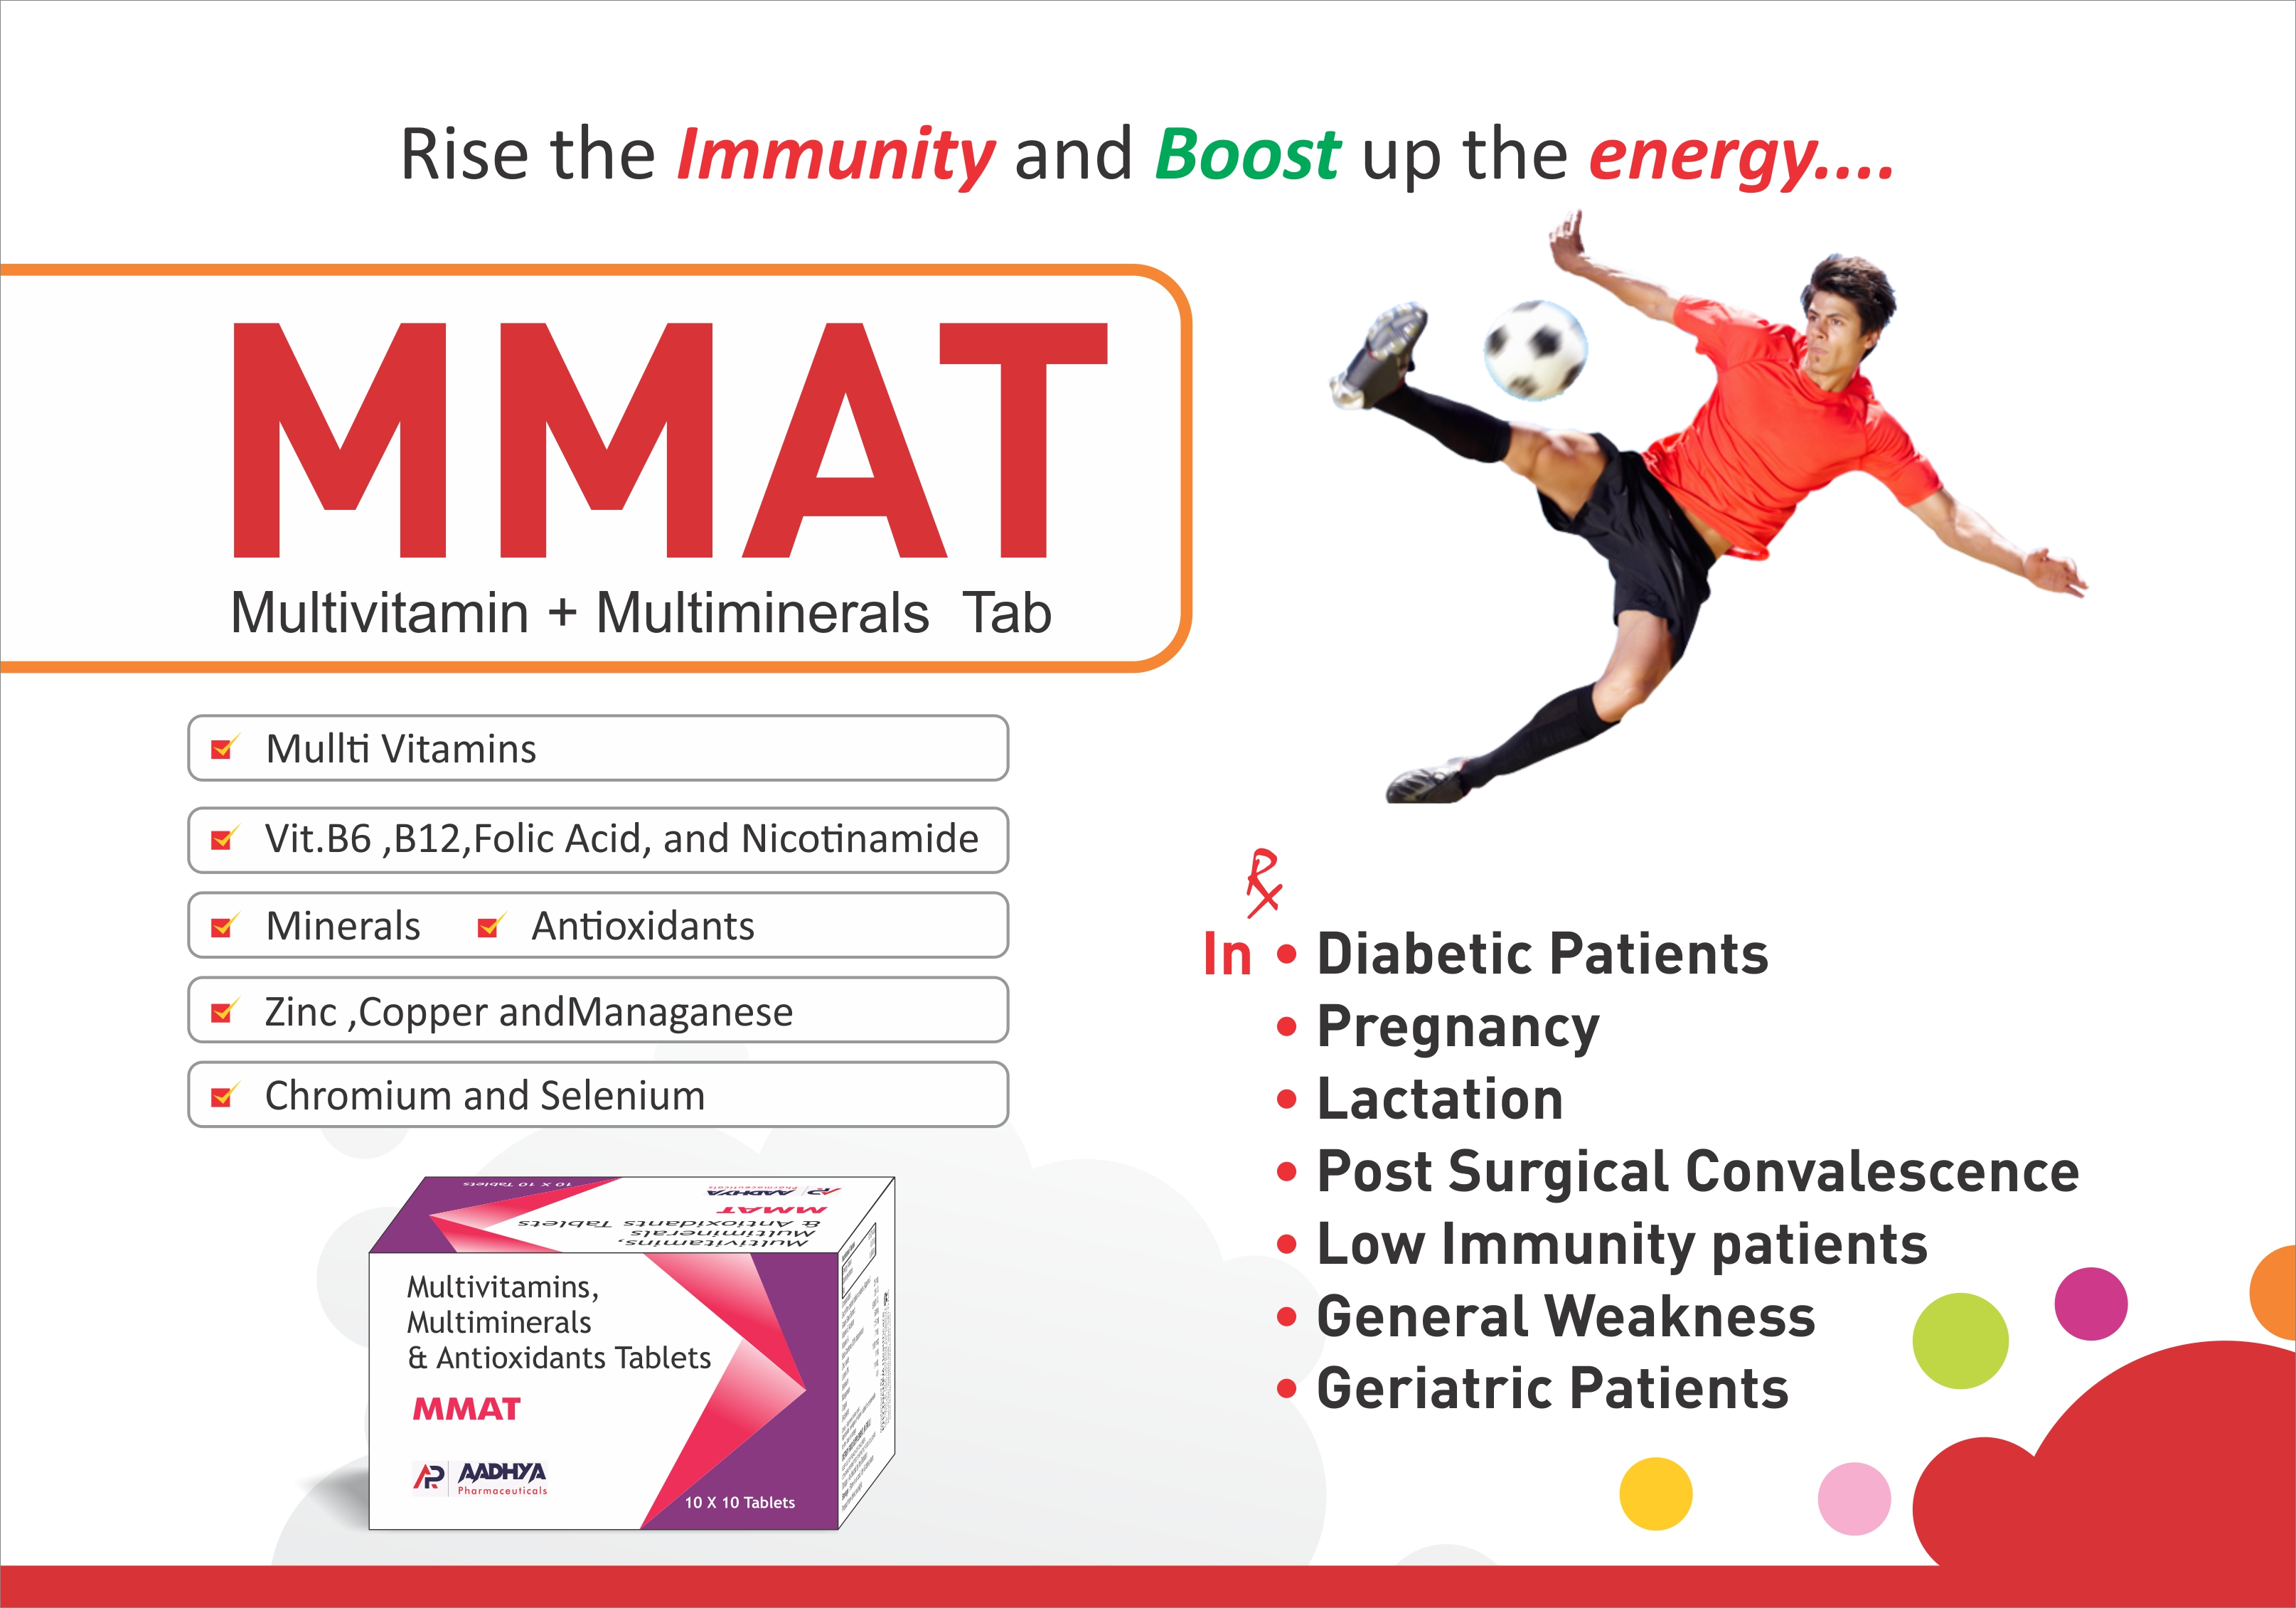 Rise the Immunity and Boost up the energy....
MMAT
Multivitamin + Multiminerals Tab
Mullti Vitamins
Vit.B6 ,B12,Folic Acid, and Nicotinamide
Minerals
Antioxidants
Zinc ,Copper andManaganese
Chromium and Selenium
Rx
In • Diabetic Patients
• Pregnancy
• Lactation
• Post Surgical Convalescence
• Low Immunity patients
• General Weakness
• Geriatric Patients
10 X 10 Tablets
AADHYA
Pharmaceuticals
MMAT
Multivitamins,
Multiminerals
& Antioxidants Tablets
Multivitamins,
Multiminerals
& Antioxidants Tablets
MMAT
AP AADHYA
Pharmaceuticals
10 X 10 Tablets